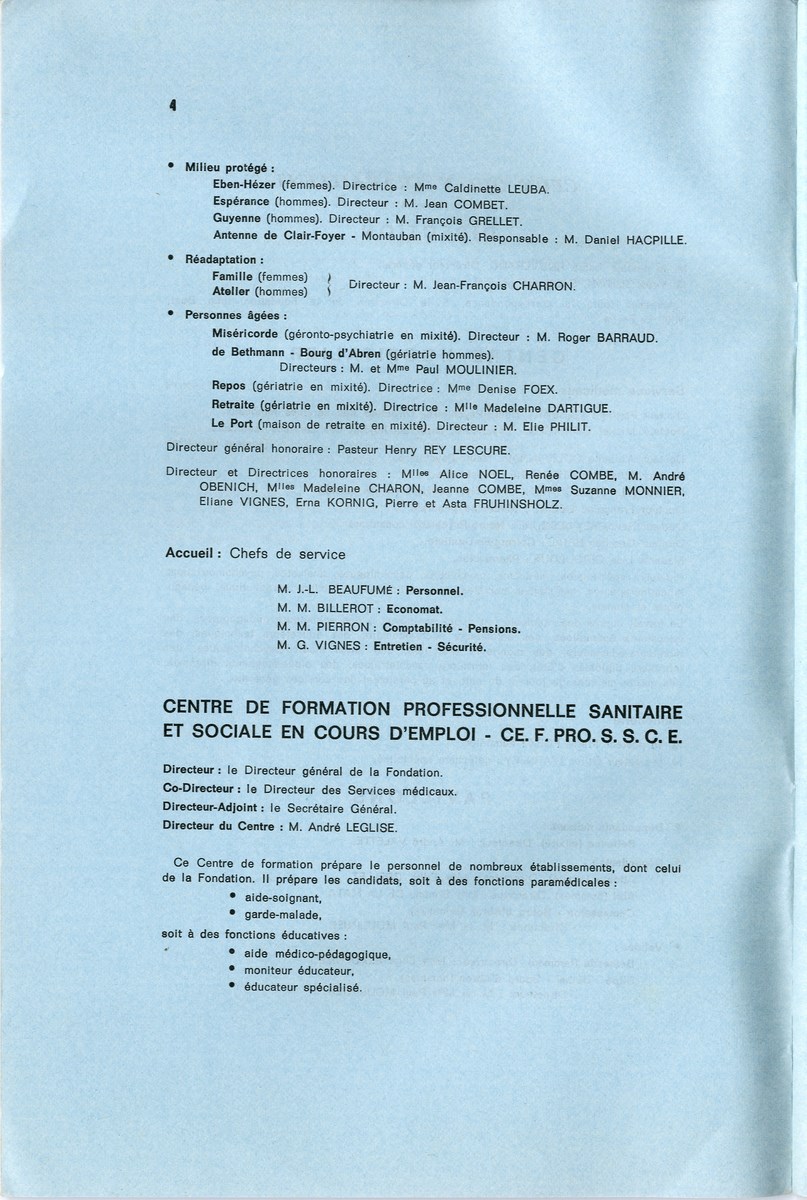 4
• Milieu protégé :
Eben-Hézer (femmes). Directrice : Mme Caldinette LEUBA.
Espérance (hommes). Directeur : M. Jean COMBET.
Guyenne (hommes). Directeur : M. François GRELLET.
Antenne de Clair-Foyer - Montauban (mixité). Responsable : M. Daniel HACPILLE.
• Réadaptation :
Famille (femmes)
Atelier (hommes)
Directeur : M. Jean-François CHARRON.
• Personnes âgées :
Miséricorde (géronto-psychiatrie en mixité). Directeur : M. Roger BARRAUD.
de Bethmann - Bourg d'Abren (gériatrie hommes).
Directeurs : M. et Mme Paul MOULINIER.
Repos (gériatrie en mixité). Directrice : Mme Denise FOEX.
Retraite (gériatrie en mixité). Directrice : Mlle Madeleine DARTIGUE.
Le Port (maison de retraite en mixité). Directeur : M. Elie PHILIT.
Directeur général honoraire : Pasteur Henry REY LESCURE.
Directeur et Directrices honoraires : Mlles Alice NOEL, Renée COMBE, M. André
OBENICH, Mlles Madeleine CHARON, Jeanne COMBE, Mmes Suzanne MONNIER,
Eliane VIGNES, Erna KORNIG, Pierre et Asta FRUHINSHOLZ.
Accueil : Chefs de service
M. J.-L. BEAUFUMÉ : Personnel.
M. M. BILLEROT : Economat.
M. M. PIERRON : Comptabilité - Pensions.
M. G. VIGNES : Entretien - Sécurité.
CENTRE DE FORMATION PROFESSIONNELLE SANITAIRE
ET SOCIALE EN COURS D'EMPLOI - CE. F. PRO. S. S. C. E.
Directeur : le Directeur général de la Fondation.
Co-Directeur : le Directeur des Services médicaux.
Directeur-Adjoint : le Secrétaire Général.
Directeur du Centre : M. André LEGLISE.
Ce Centre de formation prépare le personnel de nombreux établissements, dont celui
de la Fondation. Il prépare les candidats, soit à des fonctions paramédicales :
• aide-soignant,
• garde-malade,
soit à des fonctions éducatives :
• aide médico-pédagogique,
• moniteur éducateur,
• éducateur spécialisé.